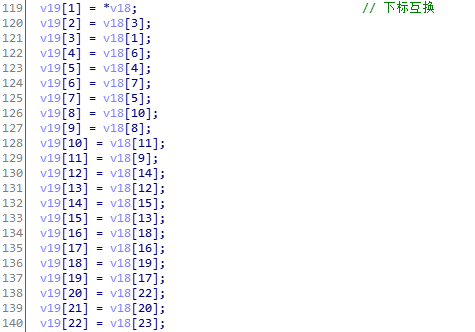 119 v19[1] = *v18; // 下标互换
120 v19[2] = v18[3];
121 v19[3] = v18[1];
122 v19[4] = v18[6];
123 v19[5] = v18[4];
124 v19[6] = v18[7];
125 v19[7] = v18[5];
126 v19[8] = v18[10];
127 v19[9] = v18[8];
128 v19[10] = v18[11];
129 v19[11] = v18[9];
130 v19[12] = v18[14];
131 v19[13] = v18[12];
132 v19[14] = v18[15];
133 v19[15] = v18[13];
134 v19[16] = v18[18];
135 v19[17] = v18[16];
136 v19[18] = v18[19];
137 v19[19] = v18[17];
138 v19[20] = v18[22];
139 v19[21] = v18[20];
140 v19[22] = v18[23];